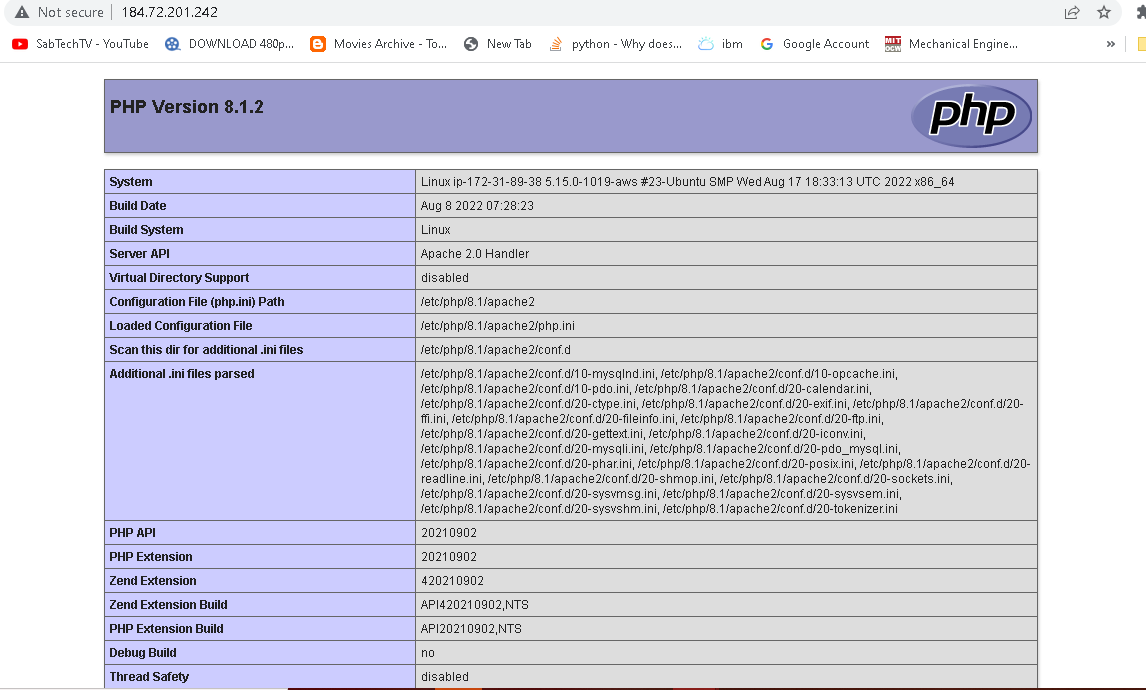 Not secure 184.72.201.242
SabTechTV - YouTube DOWNLOAD 480p... Movies Archive - To... New Tab python - Why does... ibm Google Account MIT OCW Mechanical Engine... »
PHP Version 8.1.2 php
System Linux ip-172-31-89-38 5.15.0-1019-aws #23-Ubuntu SMP Wed Aug 17 18:33:13 UTC 2022 x86_64
Build Date Aug 8 2022 07:28:23
Build System Linux
Server API Apache 2.0 Handler
Virtual Directory Support disabled
Configuration File (php.ini) Path /etc/php/8.1/apache2
Loaded Configuration File /etc/php/8.1/apache2/php.ini
Scan this dir for additional .ini files /etc/php/8.1/apache2/conf.d
Additional .ini files parsed /etc/php/8.1/apache2/conf.d/10-mysqlnd.ini, /etc/php/8.1/apache2/conf.d/10-opcache.ini,
/etc/php/8.1/apache2/conf.d/10-pdo.ini, /etc/php/8.1/apache2/conf.d/20-calendar.ini,
/etc/php/8.1/apache2/conf.d/20-ctype.ini, /etc/php/8.1/apache2/conf.d/20-exif.ini, /etc/php/8.1/apache2/conf.d/20-
ffi.ini, /etc/php/8.1/apache2/conf.d/20-fileinfo.ini, /etc/php/8.1/apache2/conf.d/20-ftp.ini,
/etc/php/8.1/apache2/conf.d/20-gettext.ini, /etc/php/8.1/apache2/conf.d/20-iconv.ini,
/etc/php/8.1/apache2/conf.d/20-mysqli.ini, /etc/php/8.1/apache2/conf.d/20-pdo_mysql.ini,
/etc/php/8.1/apache2/conf.d/20-phar.ini, /etc/php/8.1/apache2/conf.d/20-posix.ini, /etc/php/8.1/apache2/conf.d/20-
readline.ini, /etc/php/8.1/apache2/conf.d/20-shmop.ini, /etc/php/8.1/apache2/conf.d/20-sockets.ini,
/etc/php/8.1/apache2/conf.d/20-sysvmsg.ini, /etc/php/8.1/apache2/conf.d/20-sysvsem.ini,
/etc/php/8.1/apache2/conf.d/20-sysvshm.ini, /etc/php/8.1/apache2/conf.d/20-tokenizer.ini
PHP API 20210902
PHP Extension 20210902
Zend Extension 420210902
Zend Extension Build API420210902,NTS
PHP Extension Build API20210902,NTS
Debug Build no
Thread Safety disabled